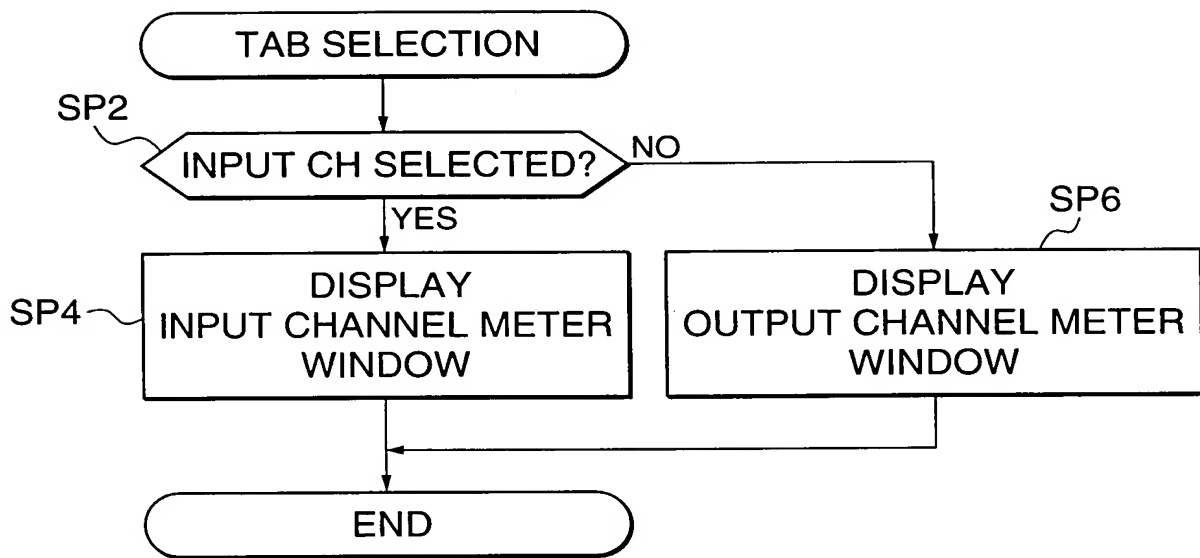 TAB SELECTION
SP2
INPUT CH SELECTED?
NO
YES
SP6
SP4
DISPLAY
INPUT CHANNEL METER
WINDOW
DISPLAY
OUTPUT CHANNEL METER
WINDOW
END